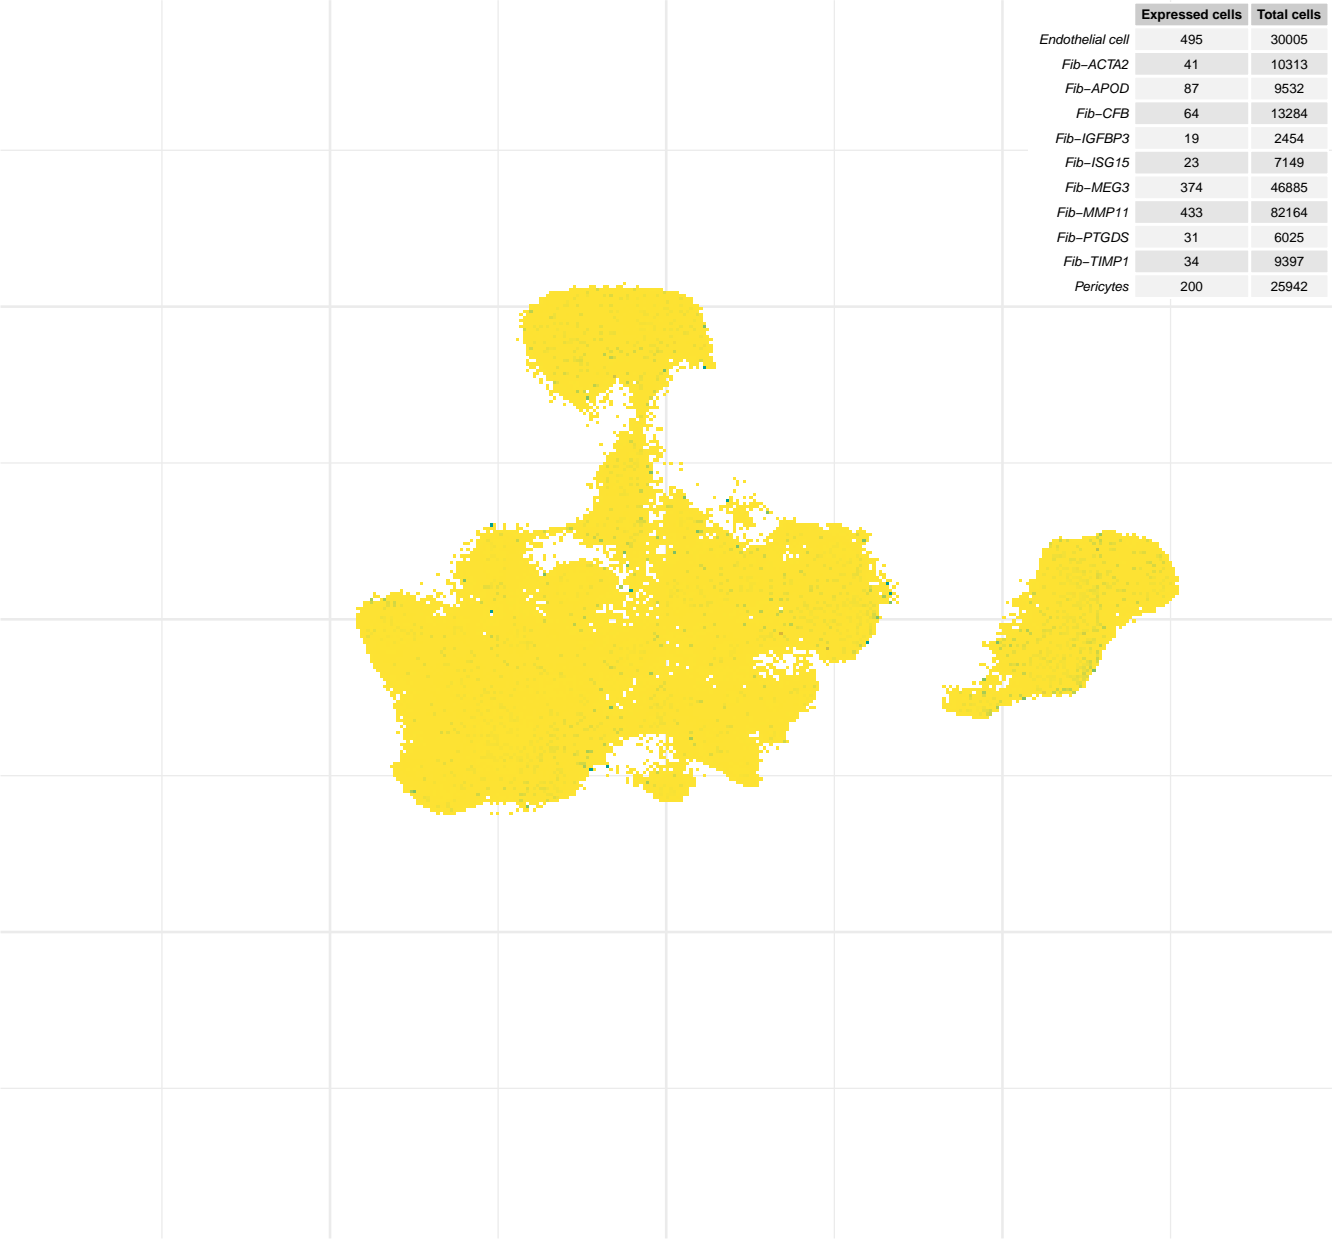 Expressed cells Total cells
Endothelial cell 495 30005
Fib−ACTA2 41 10313
Fib−APOD 87 9532
Fib−CFB 64 13284
Fib−IGFBP3 19 2454
Fib−ISG15 23 7149
Fib−MEG3 374 46885
Fib−MMP11 433 82164
Fib−PTGDS 31 6025
Fib−TIMP1 34 9397
Pericytes 200 25942